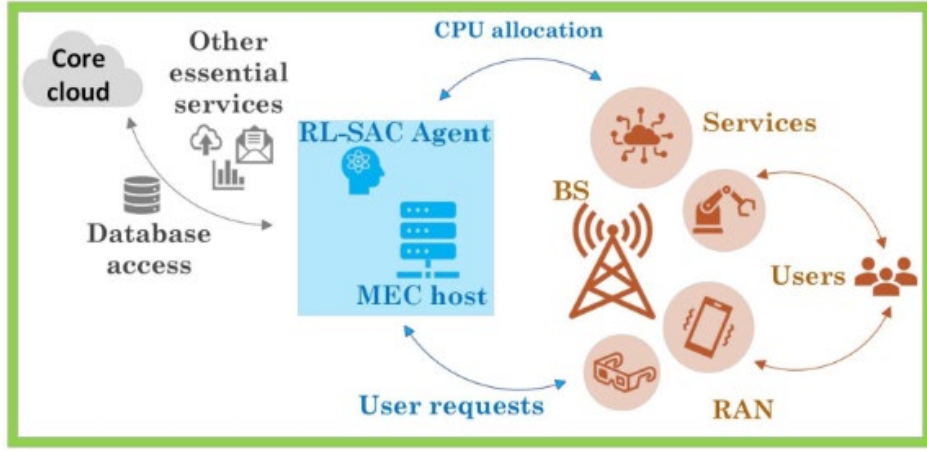 Core
cloud
Other
essential
services
Database
access
CPU allocation
RL-SAC Agent
MEC host
User requests
Services
BS
Users
RAN